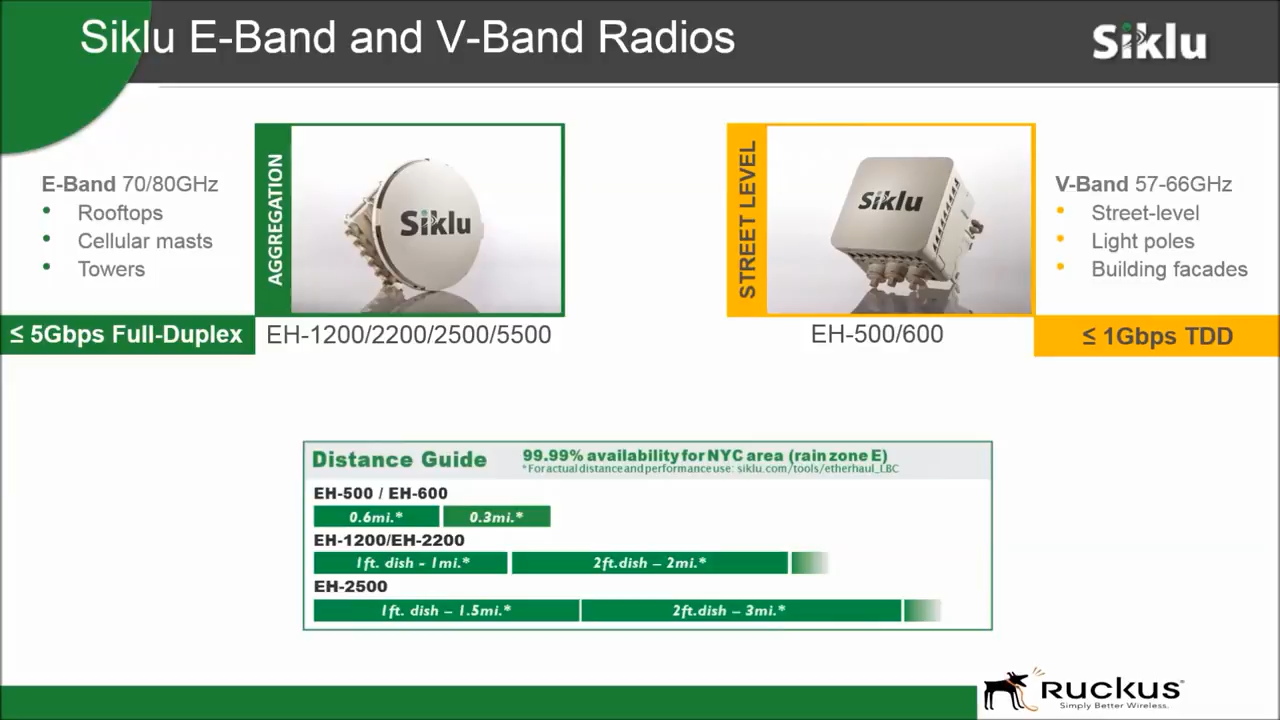 Siklu E-Band and V-Band Radios
Siklu
E-Band 70/80GHz
• Rooftops
• Cellular masts
• Towers
≤ 5Gbps Full-Duplex
AGGREGATION
Siklu
EH-1200/2200/2500/5500
STREET LEVEL
Siklu
EH-500/600
V-Band 57-66GHz
• Street-level
• Light poles
• Building facades
≤ 1Gbps TDD
Distance Guide
99.99% availability for NYC area (rain zone E)
* For actual distance and performance use: siklu.com/tools/etherhaul_LBC
EH-500 / EH-600
0.6mi.* 0.3mi.*
EH-1200/EH-2200
1ft. dish - 1mi.* 2ft.dish – 2mi.*
EH-2500
1ft. dish – 1.5mi.* 2ft.dish – 3mi.*
RUCKUS
Simply Better Wireless.